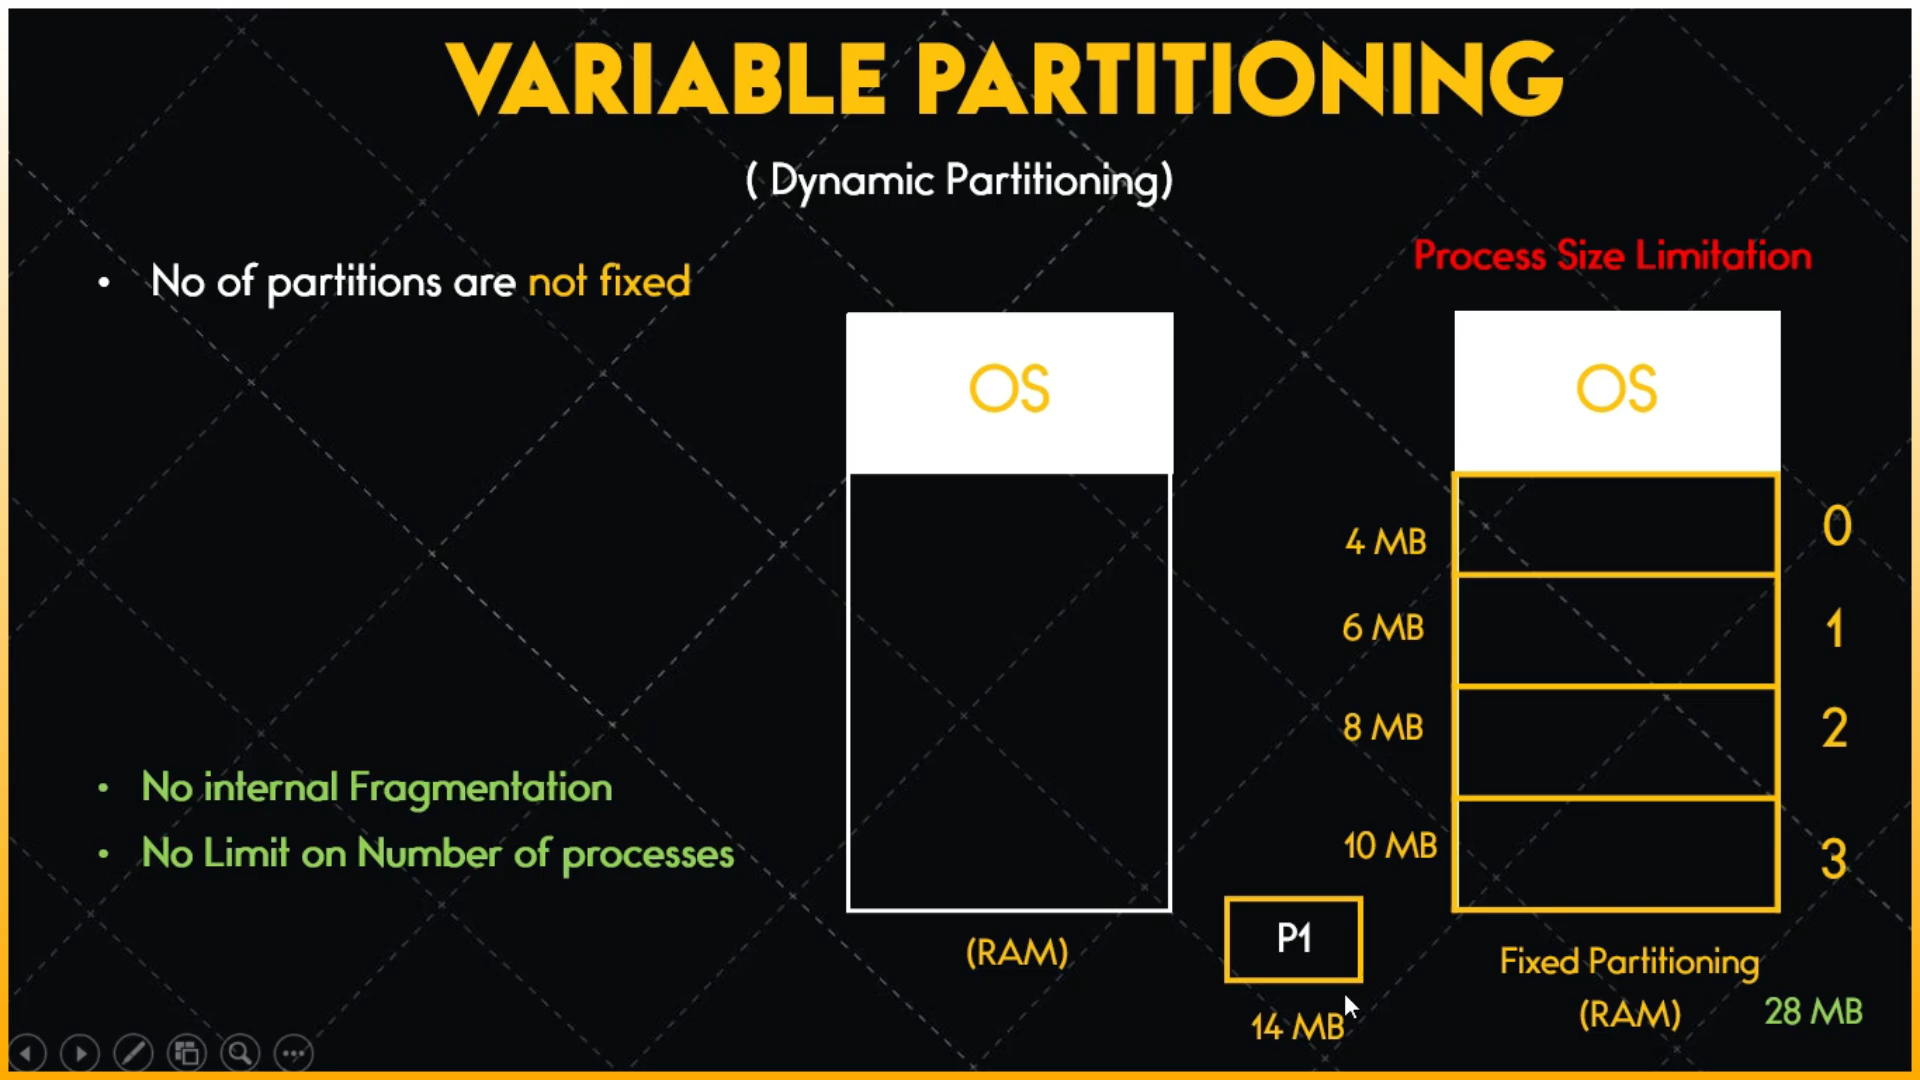 VARIABLE PARTITIONING
( Dynamic Partitioning)
• No of partitions are not fixed
• No internal Fragmentation
• No Limit on Number of processes
OS
(RAM)
P1
14 MB
Process Size Limitation
OS
4 MB 0
6 MB 1
8 MB 2
10 MB 3
Fixed Partitioning
(RAM) 28 MB